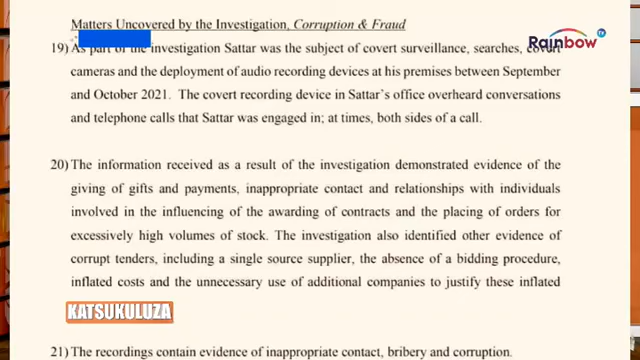 Matters Uncovered by the Investigation, Corruption & Fraud
Rainbow TV
19) As part of the investigation Sattar was the subject of covert surveillance, searches, covert
cameras and the deployment of audio recording devices at his premises between September
and October 2021. The covert recording device in Sattar's office overheard conversations
and telephone calls that Sattar was engaged in; at times, both sides of a call.
20) The information received as a result of the investigation demonstrated evidence of the
giving of gifts and payments, inappropriate contact and relationships with individuals
involved in the influencing of the awarding of contracts and the placing of orders for
excessively high volumes of stock. The investigation also identified other evidence of
corrupt tenders, including a single source supplier, the absence of a bidding procedure,
inflated costs and the unnecessary use of additional companies to justify these inflated
KATSUKULUZA
21) The recordings contain evidence of inappropriate contact, bribery and corruption.